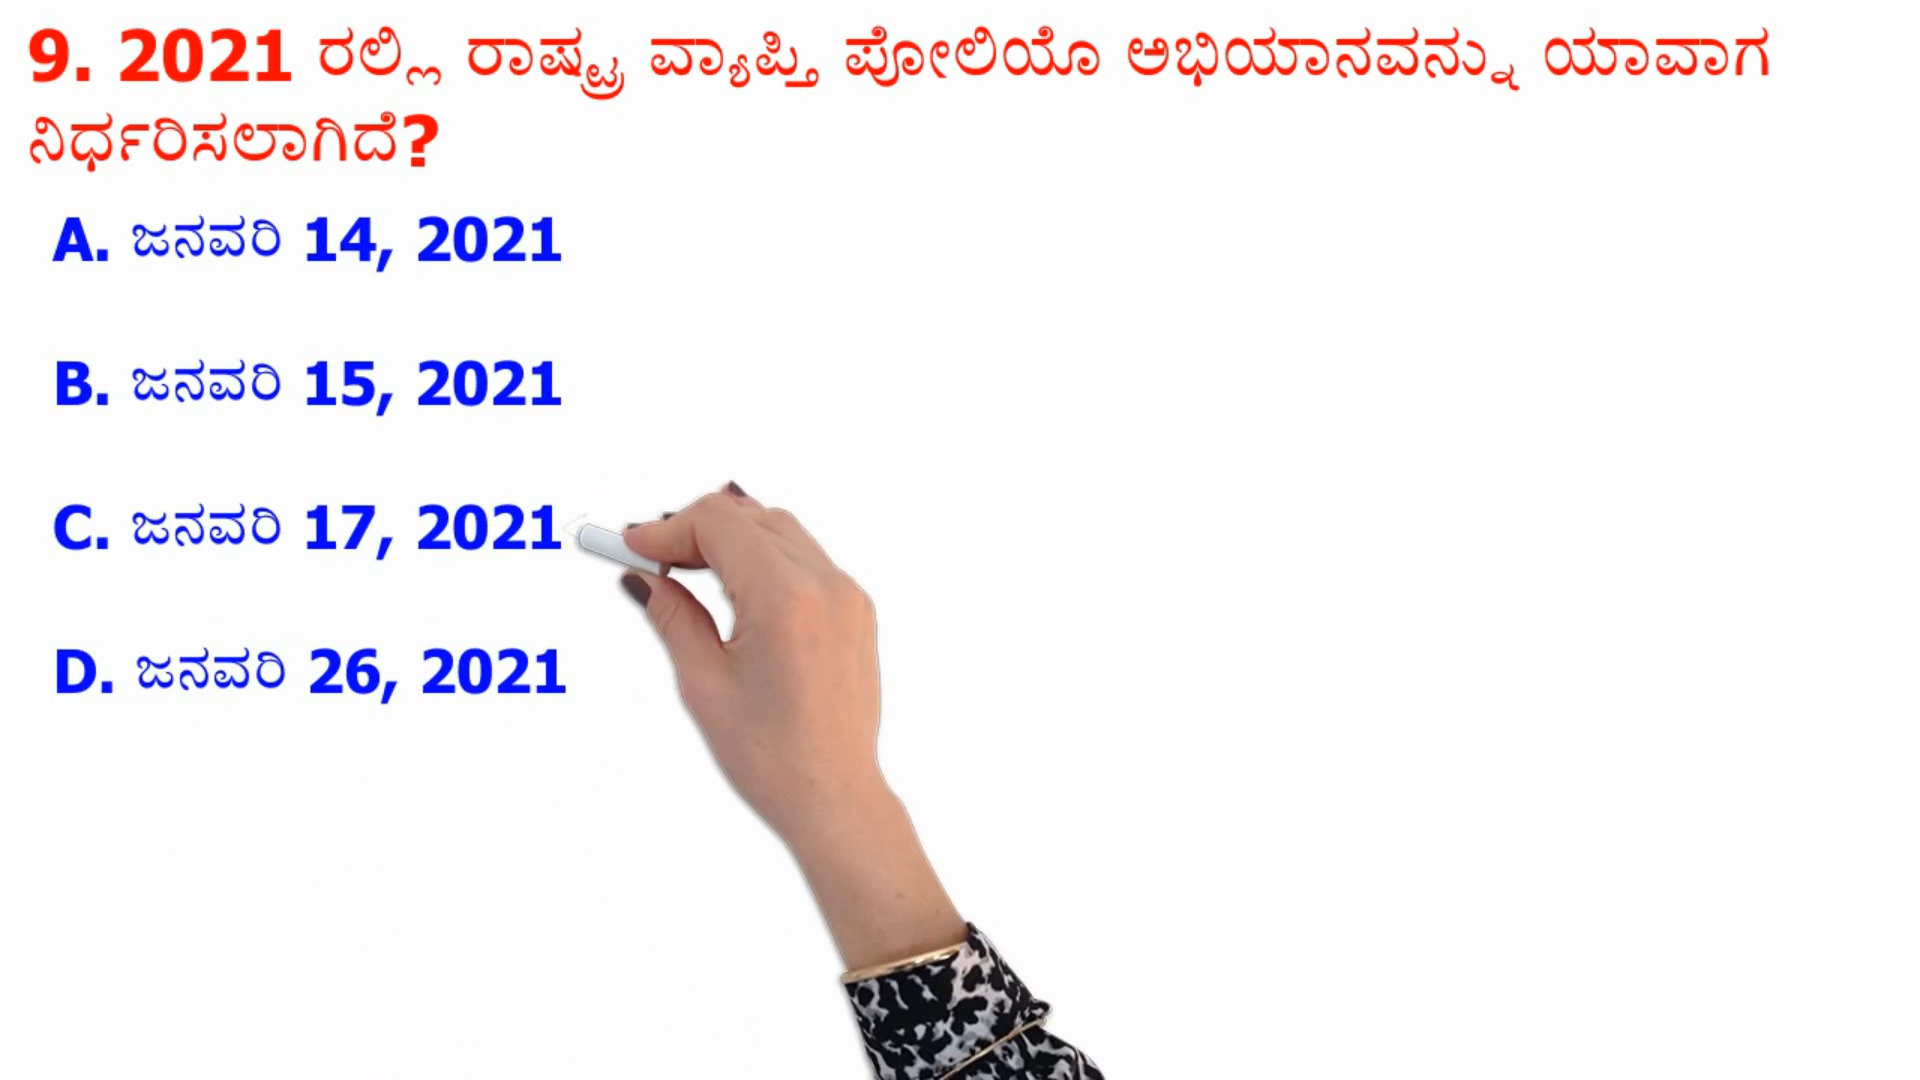 9. 2021 ರಲ್ಲಿ ರಾಷ್ಟ್ರ ವ್ಯಾಪ್ತಿ ಪೋಲಿಯೊ ಅಭಿಯಾನವನ್ನು ಯಾವಾಗ
ನಿರ್ಧರಿಸಲಾಗಿದೆ?
A. ಜನವರಿ 14, 2021
B. ಜನವರಿ 15, 2021
C. ಜನವರಿ 17, 2021
D. ಜನವರಿ 26, 2021